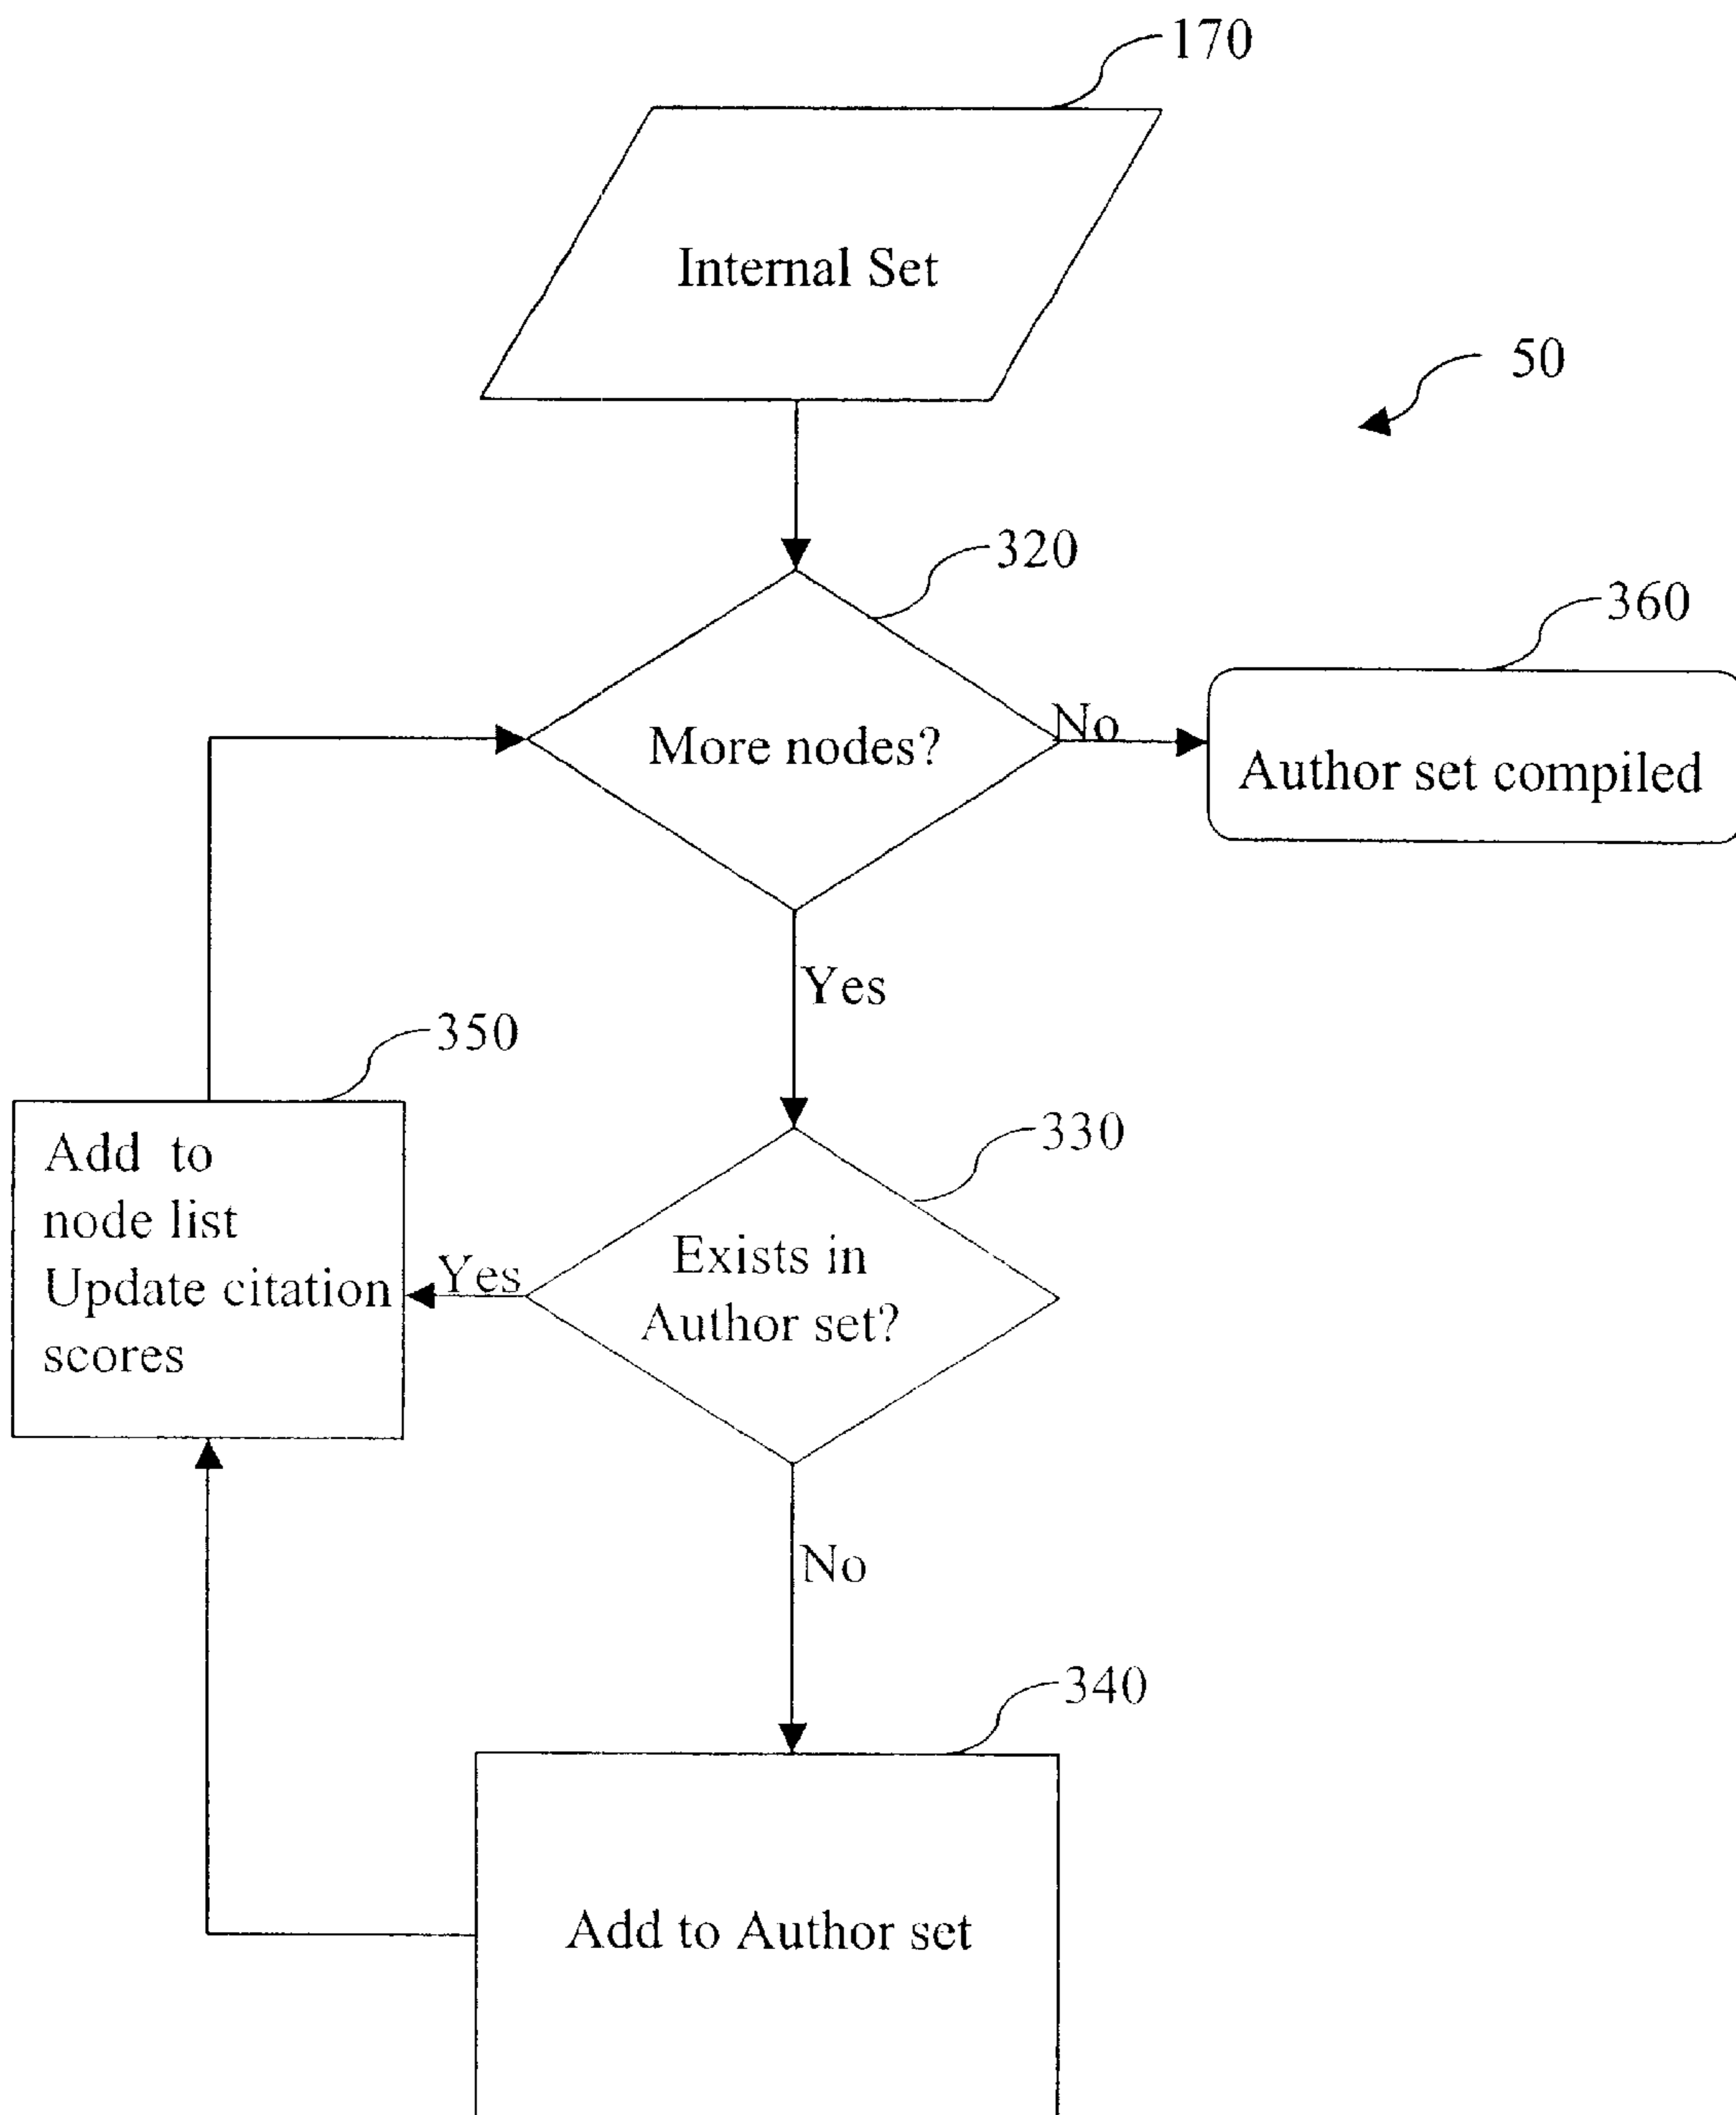 170
Internal Set
50
320
360
More nodes?
No
Author set compiled
Yes
350
330
Add to
node list
Update citation
scores
Yes
Exists in
Author set?
No
340
Add to Author set